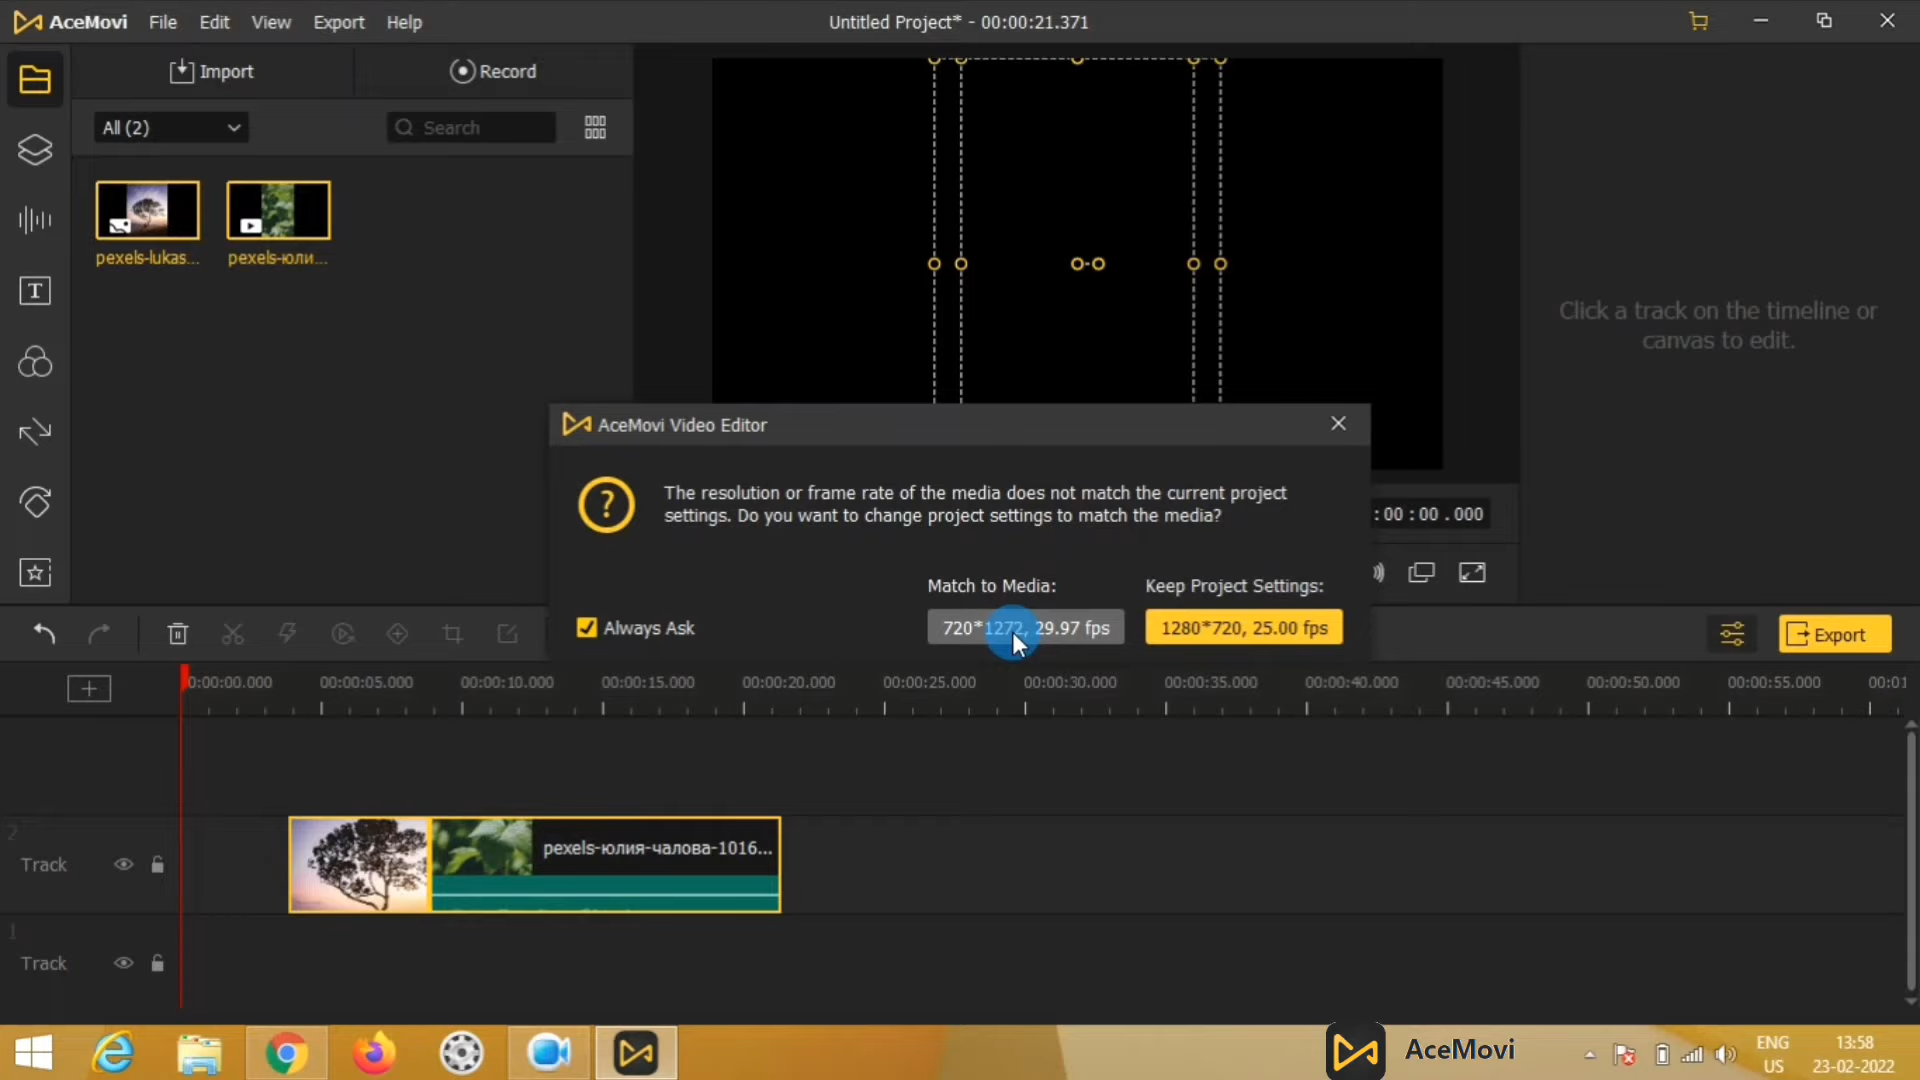 AceMovi File Edit View Export Help Untitled Project* - 00:00:21.371
Import Record
All (2) Search
pexels-lukas... pexels-юли...
Click a track on the timeline or
canvas to edit.
AceMovi Video Editor
?
The resolution or frame rate of the media does not match the current project
settings. Do you want to change project settings to match the media?
:00:00.000
Match to Media: Keep Project Settings:
Always Ask 720*1272, 29.97 fps 1280*720, 25.00 fps
Export
0:00:00.000 00:00:05.000 00:00:10.000 00:00:15.000 00:00:20.000 00:00:25.000 00:00:30.000 00:00:35.000 00:00:40.000 00:00:45.000 00:00:50.000 00:00:55.000 00:01
2
Track
pexels-юлия-чалова-1016...
1
Track
AceMovi
ENG
US
13:58
23-02-2022